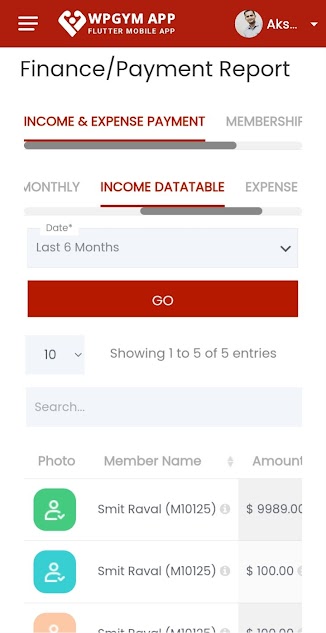 WPGYM APP
FLUTTER MOBILE APP
Aks...
Finance/Payment Report
INCOME & EXPENSE PAYMENT
MEMBERSHIP
MONTHLY
INCOME DATATABLE
EXPENSE
Date*
Last 6 Months
GO
10
Showing 1 to 5 of 5 entries
Search...
Photo
Member Name
Amount
Smit Raval (M10125)
$ 9989.00
Smit Raval (M10125)
$ 100.00
Smit Raval (M10125)
$ 100.00